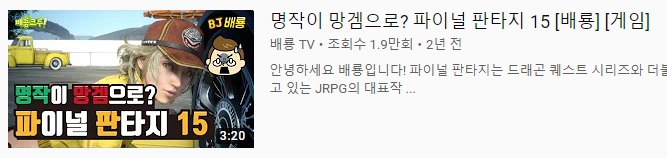 배룡크루!
BJ 배룡
명작이 망겜으로?
파이널 판타지 15
3:20
명작이 망겜으로? 파이널 판타지 15 [배룡] [게임]
배룡 TV • 조회수 1.9만회 • 2년 전
안녕하세요 배룡입니다! 파이널 판타지는 드래곤 퀘스트 시리즈와 더불
고 있는 JRPG의 대표작 ...